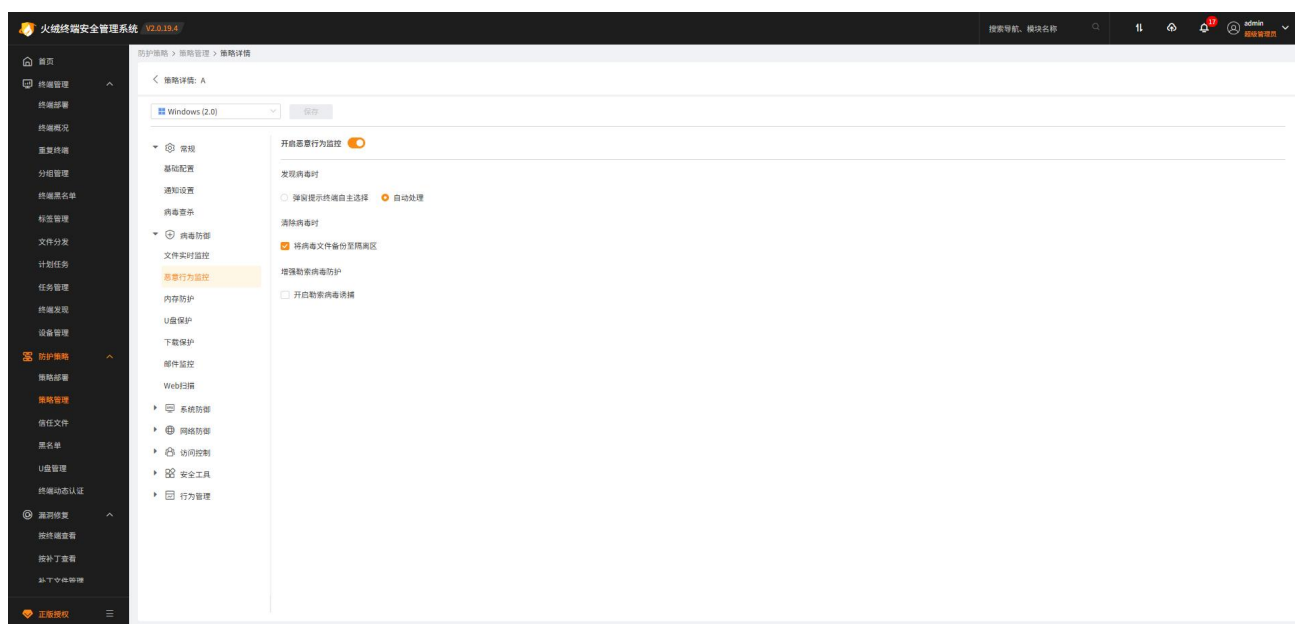 火绒终端安全管理系统 V2.0.19.4
搜索导航、模块名称
17
admin
超级管理员
首页
终端管理
终端部署
终端概况
重复终端
分组管理
终端黑名单
标签管理
文件分发
计划任务
任务管理
终端发现
设备管理
防护策略
策略部署
策略管理
信任文件
黑名单
U盘管理
终端动态认证
漏洞修复
按终端查看
按补丁查看
补丁文件管理
正版授权
防护策略 > 策略管理 > 策略详情
策略详情: A
Windows (2.0)
保存
常规
基础配置
通知设置
病毒查杀
病毒防御
文件实时监控
恶意行为监控
内存防护
U盘保护
下载保护
邮件监控
Web扫描
系统防御
网络防御
访问控制
安全工具
行为管理
开启恶意行为监控
发现病毒时
弹窗提示终端自主选择 自动处理
清除病毒时
将病毒文件备份至隔离区
增强勒索病毒防护
开启勒索病毒诱捕